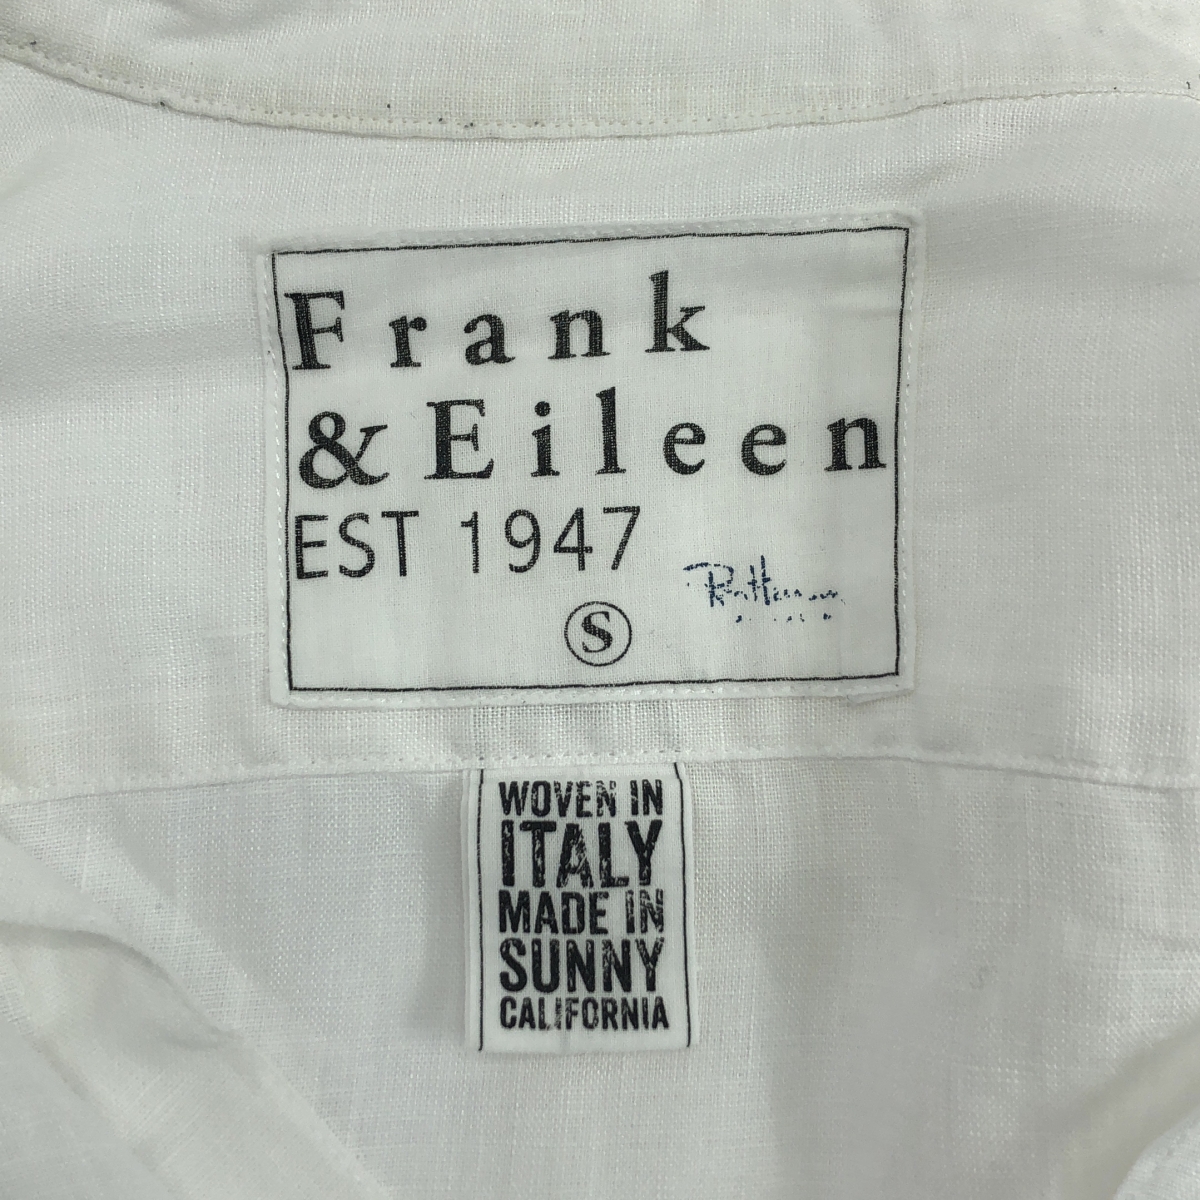 Frank
& Eileen
EST 1947
S
WOVEN IN
ITALY
MADE IN
SUNNY
CALIFORNIA